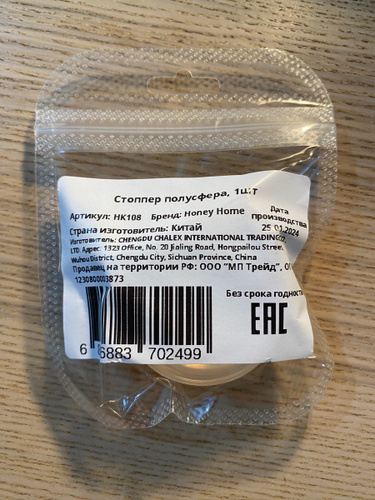 Стоппер полусфера, 1шт
Артикул: HK108 Бренд: Honey Home
Дата производства
Страна изготовитель: Китай
25.01.2024
Изготовитель: CHENGDU CHALEX INTERNATIONAL TRADING CO.
LTD. Адрес: 1323 Office, No. 20 Jialing Road, Hongpailou Street,
Wuhou District, Chengdu City, Sichuan Province, China
Продавец на территории РФ: ООО "МП Трейд",
1230800003873
Без срока годности
EAC
6 6883 702499